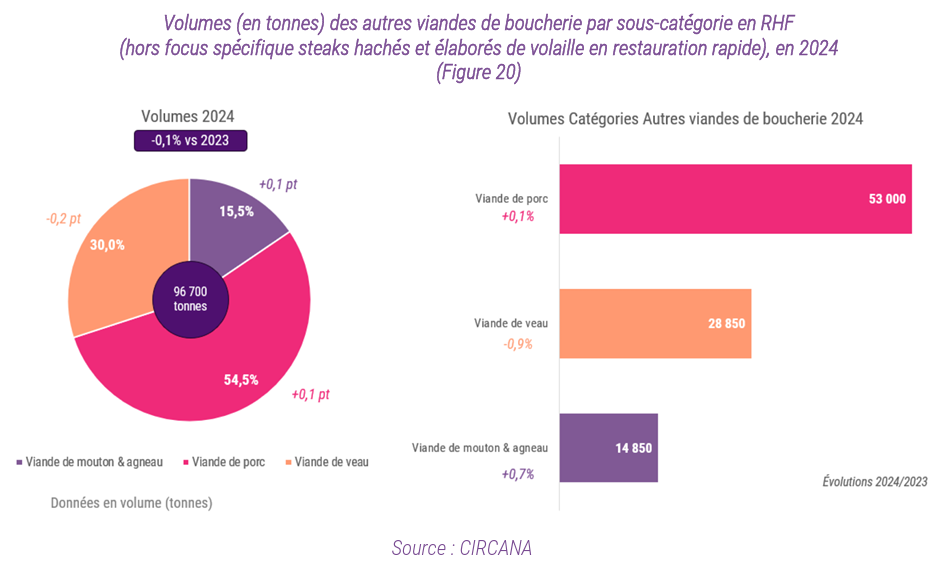 Volumes (en tonnes) des autres viandes de boucherie par sous-catégorie en RHF
(hors focus spécifique steaks hachés et élaborés de volaille en restauration rapide), en 2024
(Figure 20)
Volumes 2024
-0,1% vs 2023
+0,1 pt
15,5%
-0,2 pt
30,0%
96 700
tonnes
54,5%
+0,1 pt
Viande de mouton & agneau
Viande de porc
Viande de veau
Données en volume (tonnes)
Volumes Catégories Autres viandes de boucherie 2024
Viande de porc
+0,1%
53 000
Viande de veau
-0,9%
28 850
Viande de mouton & agneau
+0,7%
14 850
Évolutions 2024/2023
Source : CIRCANA